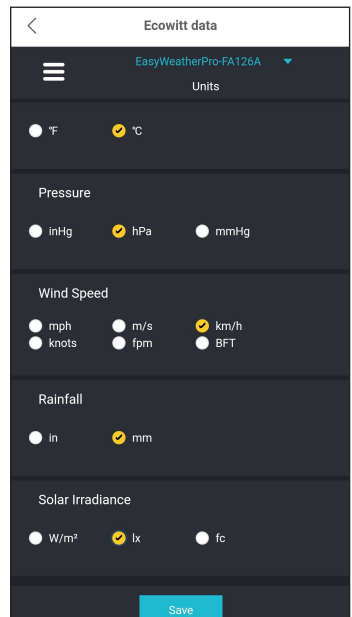 Ecowitt data
EasyWeatherPro-FA126A
Units
℉ ℃
Pressure
inHg hPa mmHg
Wind Speed
mph m/s km/h
knots fpm BFT
Rainfall
in mm
Solar Irradiance
W/m² lx fc
Save